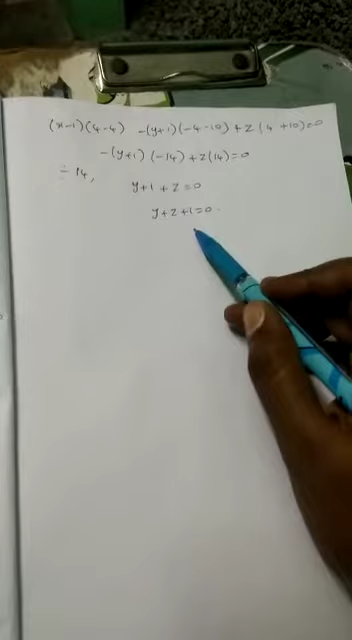 (x-1)(4-4) -(y+1)(-4-10)+z(4+10)=0
-(y+1)(-14)+z(14)=0
÷ 14,
y+1+z=0
y+z+1=0.